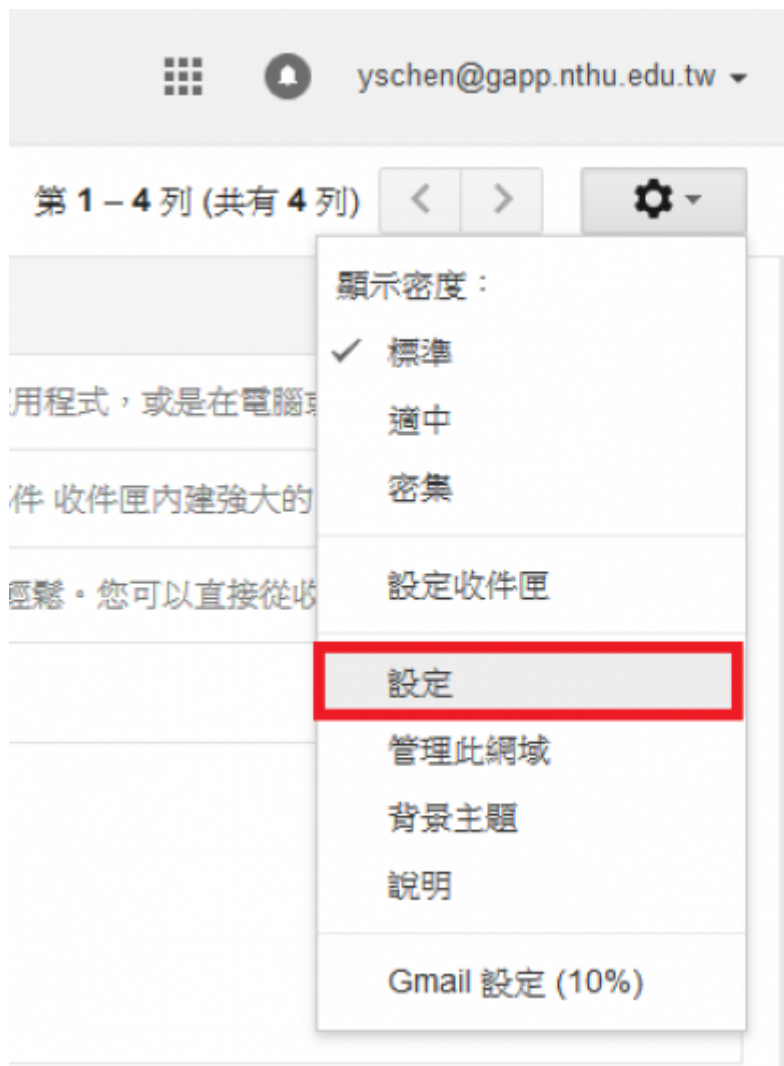 yschen@gapp.nthu.edu.tw
第 1 – 4 列 (共有 4 列)
顯示密度：
標準
用程式，或是在電腦
適中
件 收件匣內建強大的
密集
設定收件匣
輕鬆。您可以直接從收
設定
管理此網域
背景主題
說明
Gmail 設定 (10%)